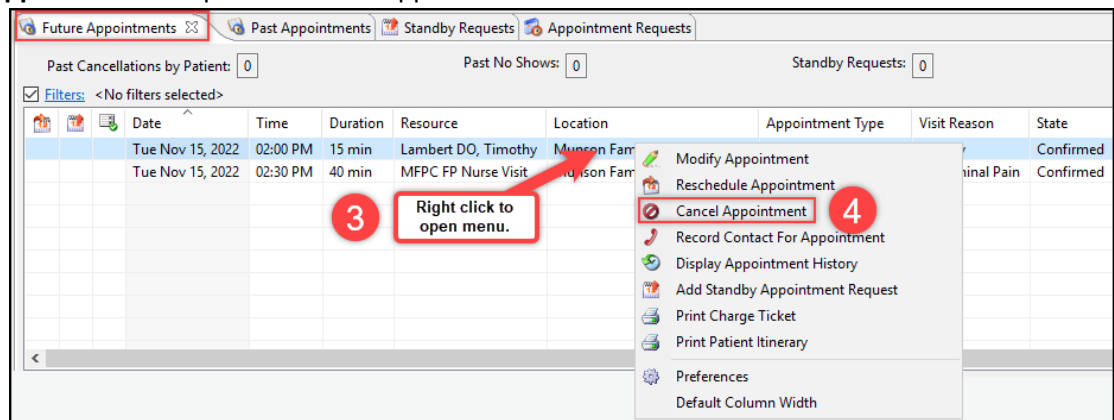 Future Appointments Past Appointments Standby Requests Appointment Requests
Past Cancellations by Patient: 0 Past No Shows: 0 Standby Requests: 0
Filters: <No filters selected>
Date Time Duration Resource Location Appointment Type Visit Reason State
Tue Nov 15, 2022 02:00 PM 15 min Lambert DO, Timothy Munson Fam Confirmed
Tue Nov 15, 2022 02:30 PM 40 min MFPC FP Nurse Visit Munson Fam inal Pain Confirmed
3
Right click to
open menu.
Modify Appointment
Reschedule Appointment
Cancel Appointment
4
Record Contact For Appointment
Display Appointment History
Add Standby Appointment Request
Print Charge Ticket
Print Patient Itinerary
Preferences
Default Column Width